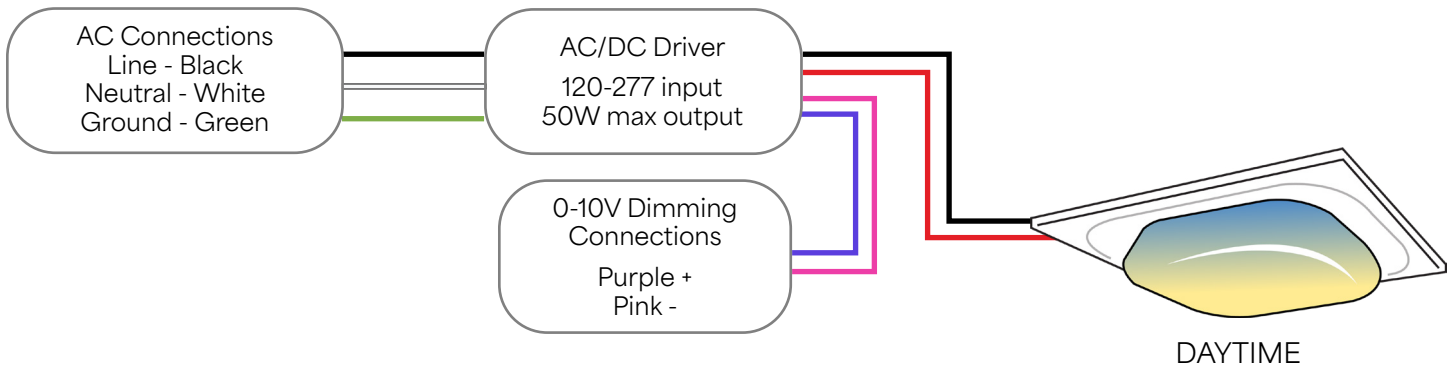 AC Connections
Line - Black
Neutral - White
Ground - Green
AC/DC Driver
120-277 input
50W max output
0-10V Dimming
Connections
Purple +
Pink -
DAYTIME